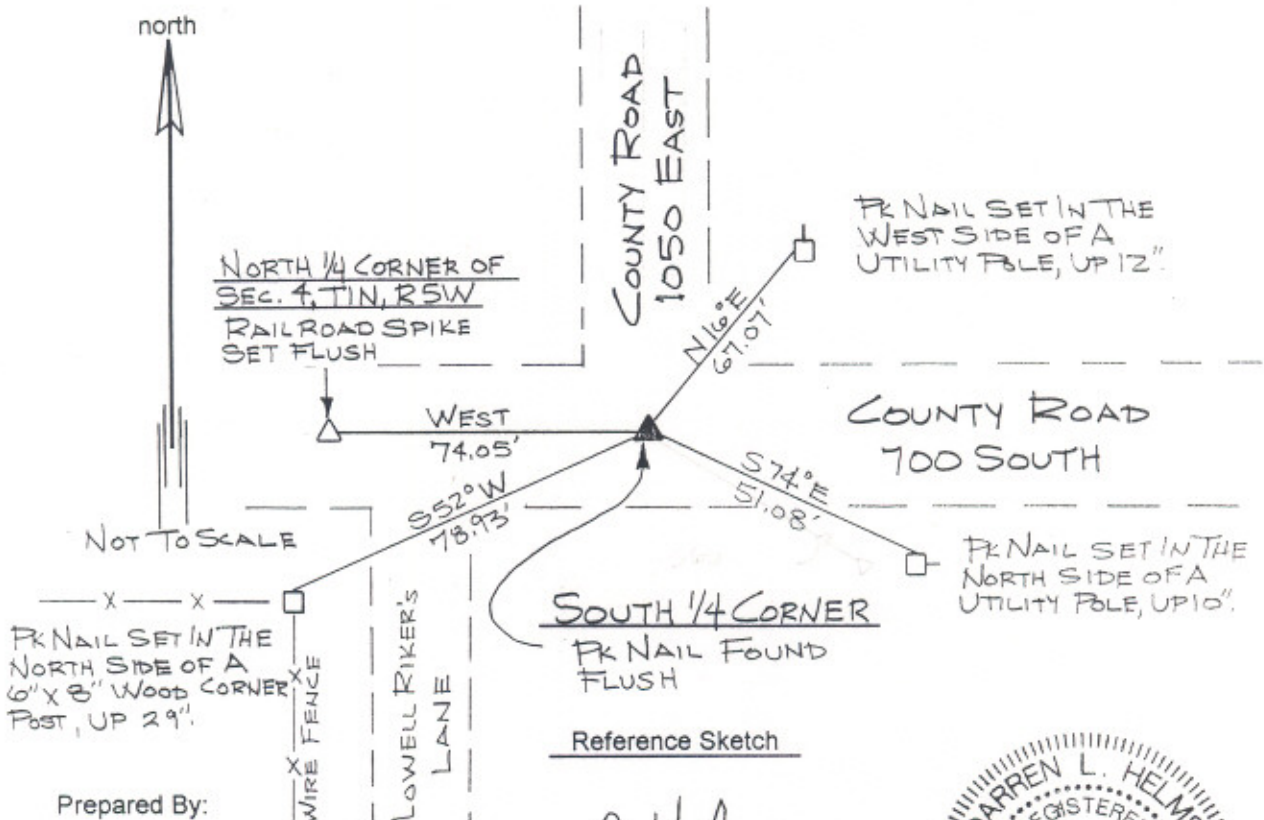 north
COUNTY ROAD
1050 EAST
PK NAIL SET IN THE
WEST SIDE OF A
UTILITY POLE, UP 12".
NORTH 1/4 CORNER OF
SEC. 4, T1N, R5W
RAILROAD SPIKE
SET FLUSH
N16°E
67.07'
WEST
74.05'
COUNTY ROAD
700 SOUTH
S74°E
51.08'
S52°W
78.93'
NOT TO SCALE
PK NAIL SET IN THE
NORTH SIDE OF A
UTILITY POLE, UP 10".
SOUTH 1/4 CORNER
PK NAIL FOUND
FLUSH
PK NAIL SET IN THE
NORTH SIDE OF A
6" X 8" WOOD CORNER
POST, UP 29".
X X
X
X
WIRE FENCE
LOWELL RIKER'S
LANE
Reference Sketch
Prepared By:
DARREN L. HELM